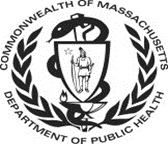 COMMONWEALTH OF MASSACHUSETTS
DEPARTMENT OF PUBLIC HEALTH